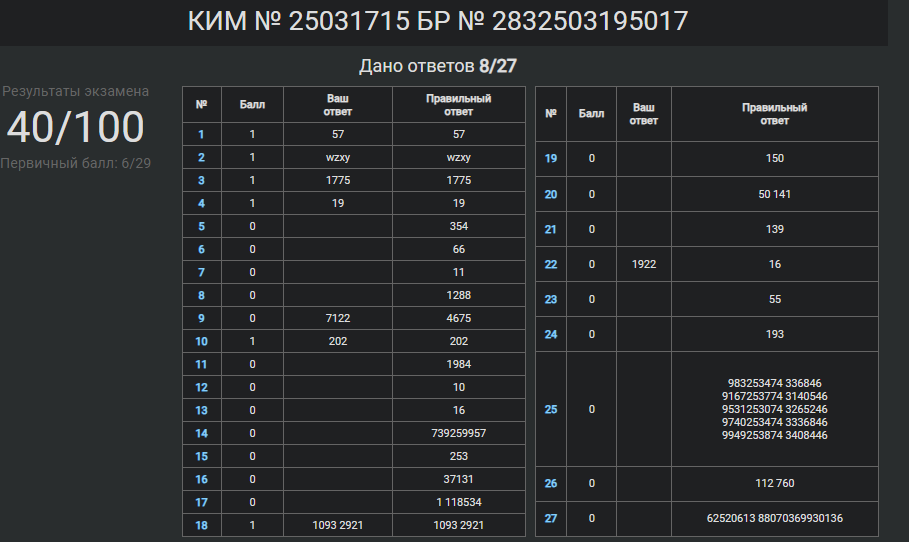 КИМ № 25031715 БР № 2832503195017
Дано ответов 8/27
Результаты экзамена
40/100
Первичный балл: 6/29
№ Балл Ваш ответ Правильный ответ
1 1 57 57
2 1 wzxy wzxy
3 1 1775 1775
4 1 19 19
5 0 354
6 0 66
7 0 11
8 0 1288
9 0 7122 4675
10 1 202 202
11 0 1984
12 0 10
13 0 16
14 0 739259957
15 0 253
16 0 37131
17 0 1 118534
18 1 1093 2921 1093 2921
№ Балл Ваш ответ Правильный ответ
19 0 150
20 0 50 141
21 0 139
22 0 1922 16
23 0 55
24 0 193
25 0 983253474 336846
9167253774 3140546
9531253074 3265246
9740253474 3336846
9949253874 3408446
26 0 112 760
27 0 62520613 88070369930136